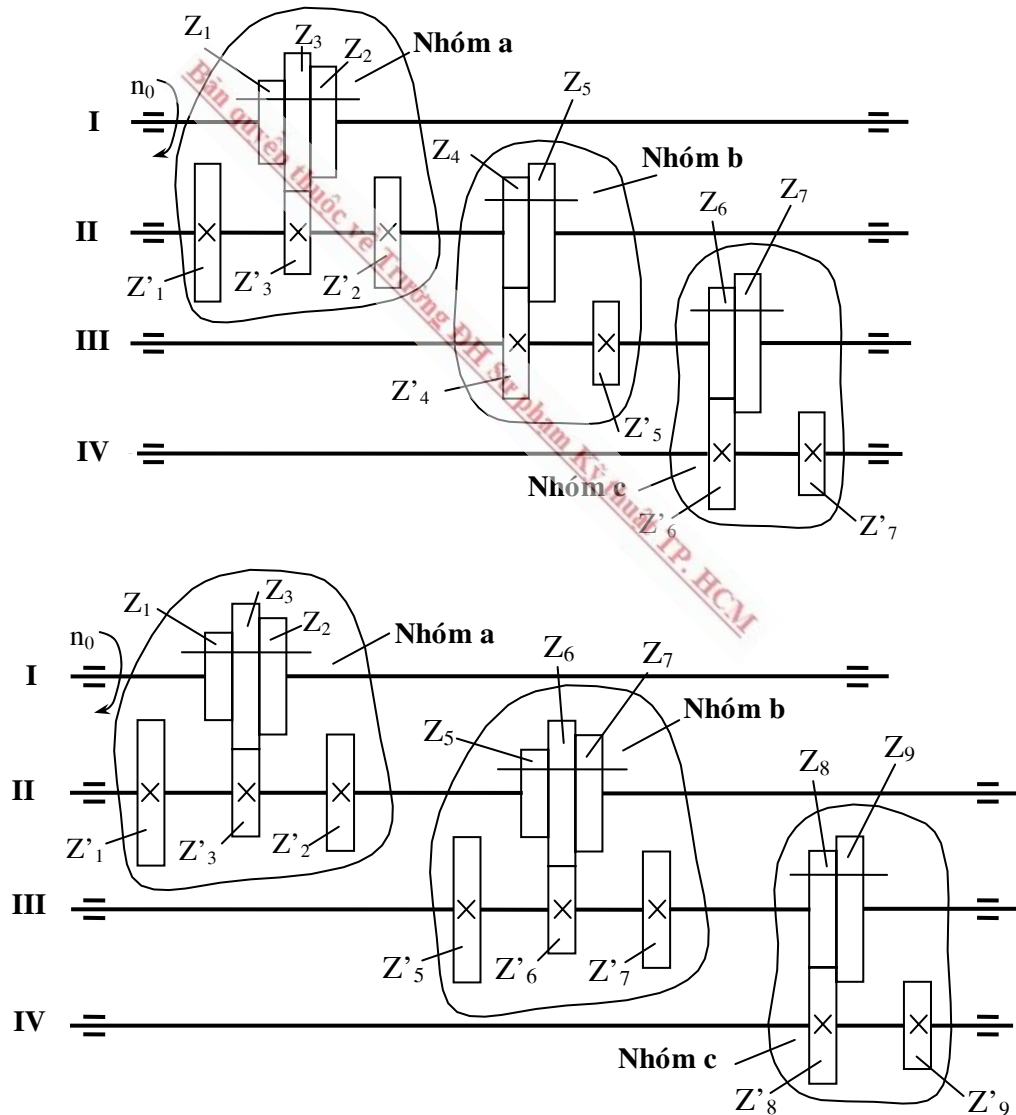 Z1
Z3
Z2
Nhóm a
n0
I
Z5
Z4
Nhóm b
Z6
Z7
II
Z'1
Z'3
Z'2
III
Z'4
Z'5
IV
Nhóm c
Z'6
Z'7
Bản quyền thuộc về Trường ĐH Sư phạm Kỹ thuật TP. HCM
Z1
Z3
Z2
Nhóm a
n0
I
Z6
Z7
Nhóm b
Z5
Z8
Z9
II
Z'1
Z'3
Z'2
III
Z'5
Z'6
Z'7
IV
Nhóm c
Z'8
Z'9